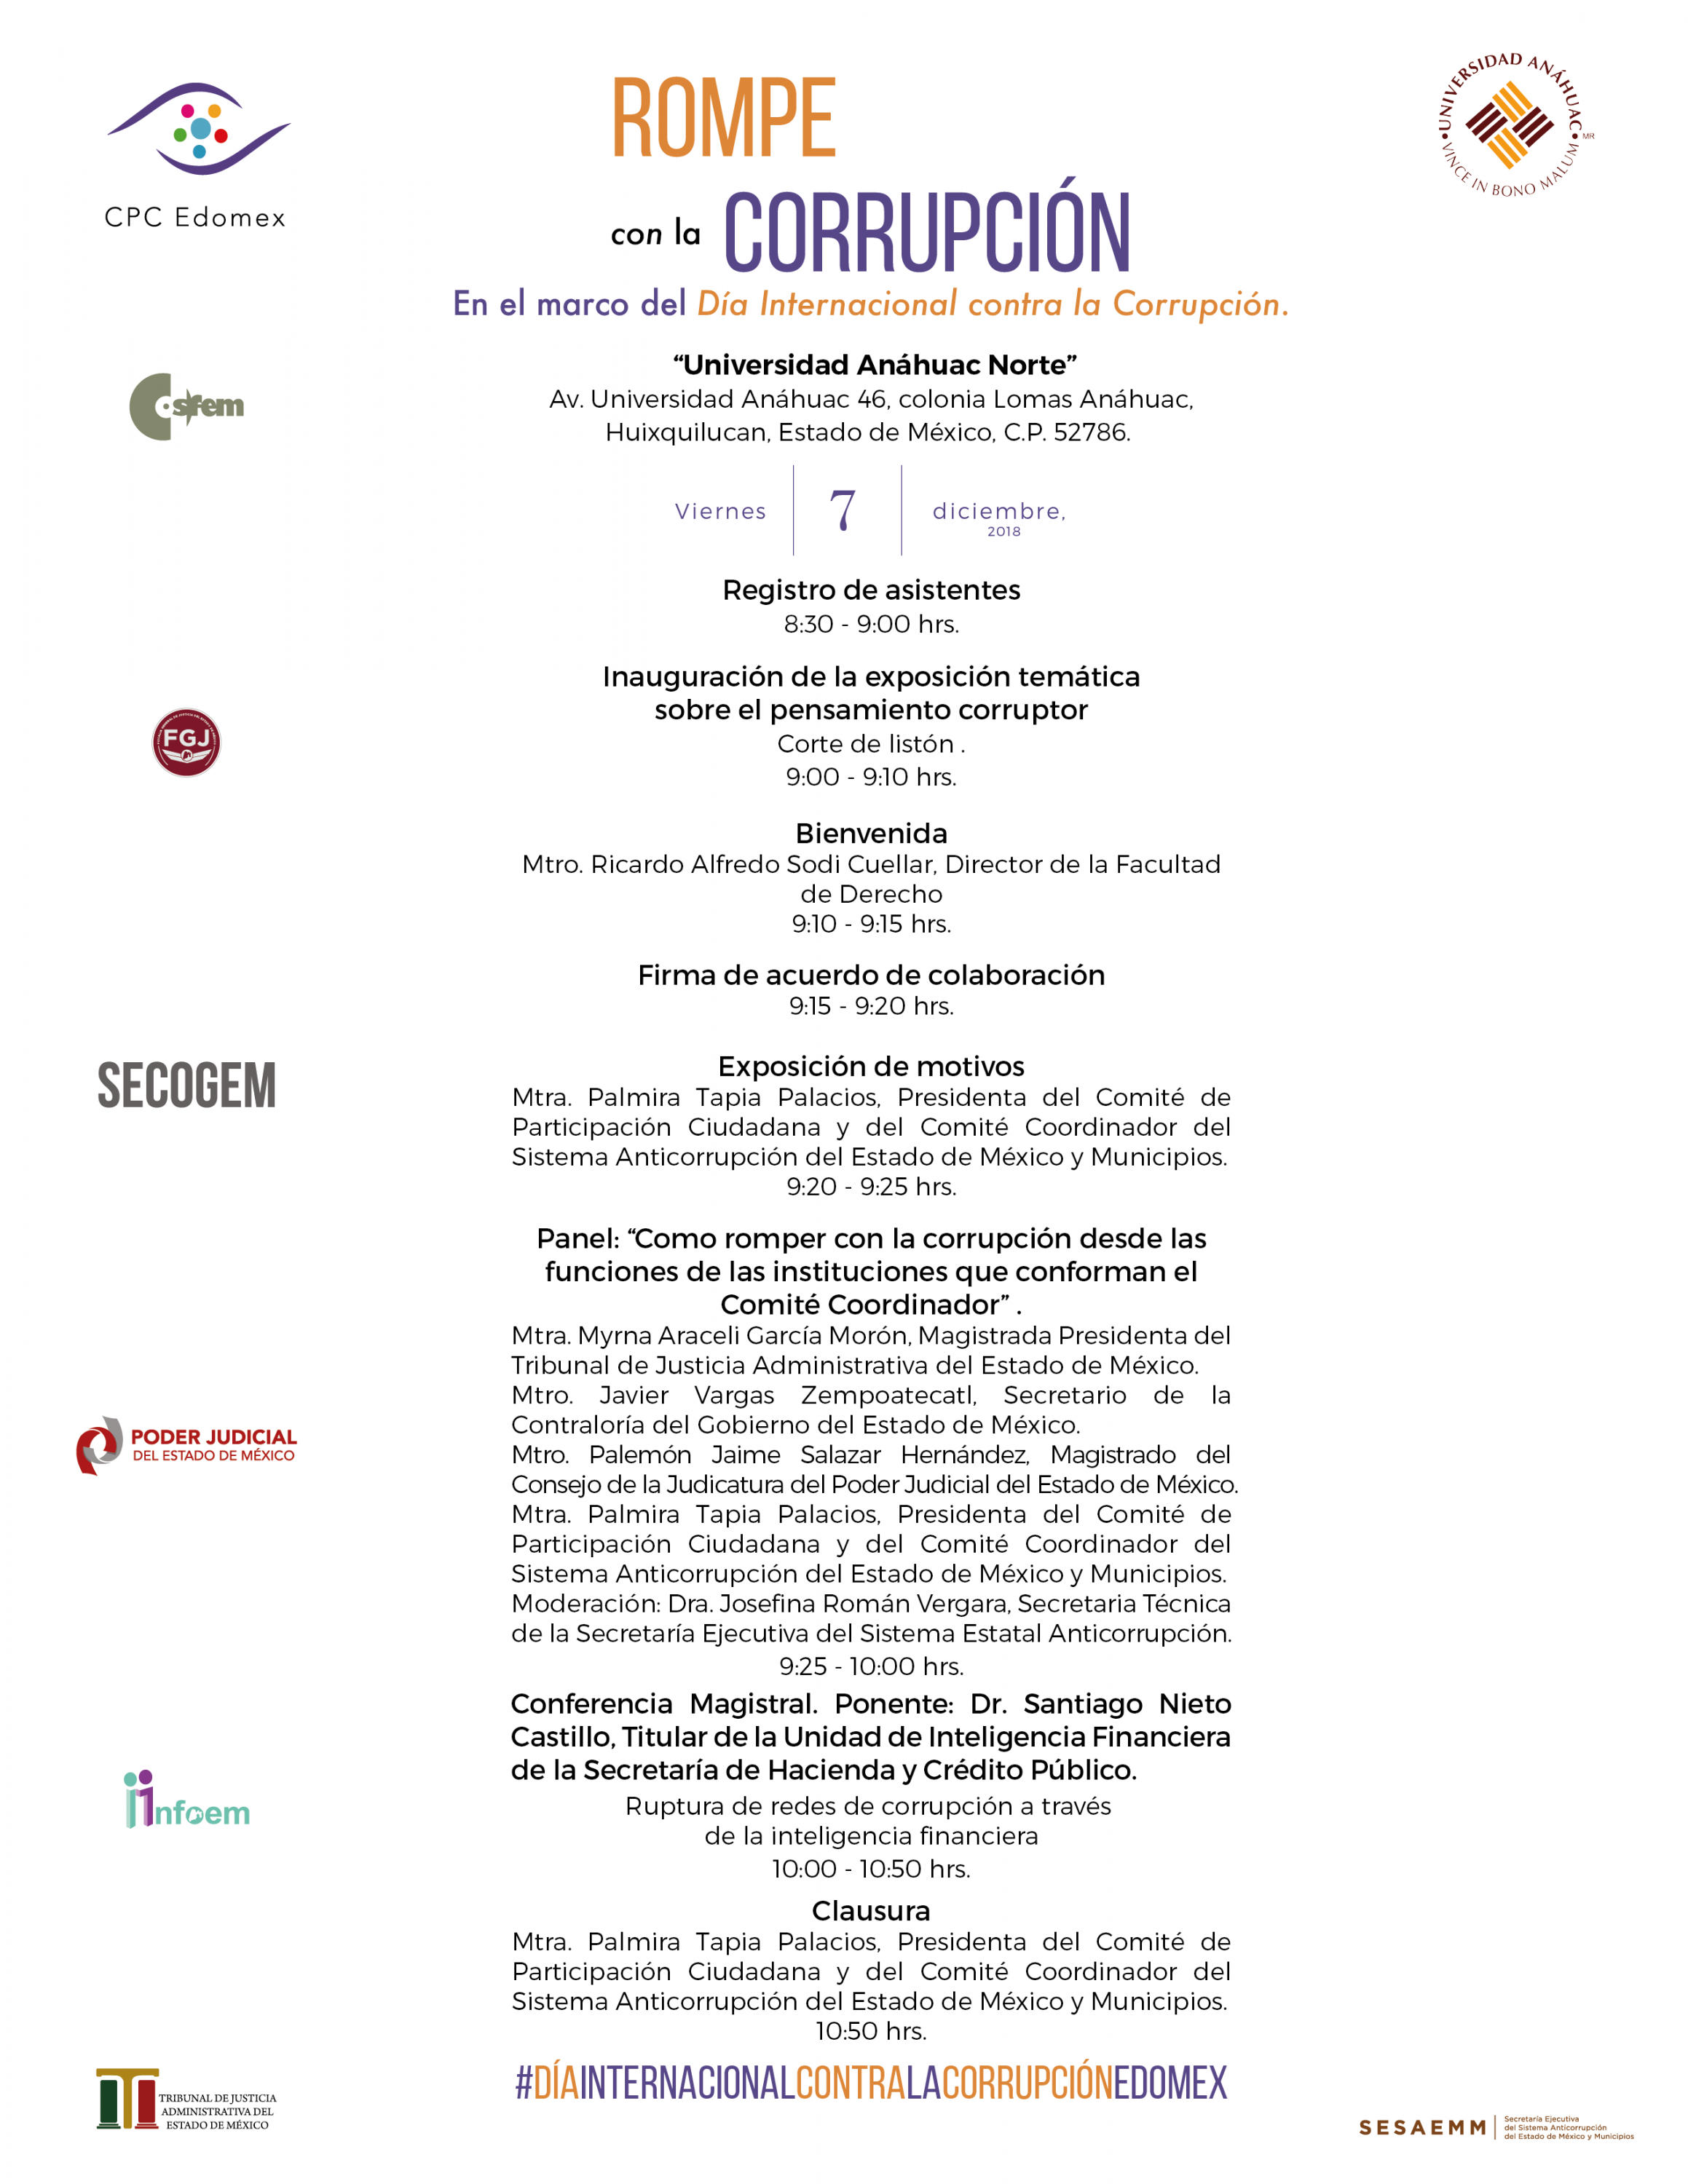 ROMPE
con la CORRUPCIÓN
En el marco del Día Internacional contra la Corrupción.
CPC Edomex
UNIVERSIDAD ANÁHUAC
VINCE IN BONO MALUM
MR
"Universidad Anáhuac Norte"
Av. Universidad Anáhuac 46, colonia Lomas Anáhuac,
Huixquilucan, Estado de México, C.P. 52786.
osfem
Viernes 7 diciembre,
2018
Registro de asistentes
8:30 - 9:00 hrs.
Inauguración de la exposición temática
sobre el pensamiento corruptor
Corte de listón .
9:00 - 9:10 hrs.
FGJ
Bienvenida
Mtro. Ricardo Alfredo Sodi Cuellar, Director de la Facultad
de Derecho
9:10 - 9:15 hrs.
Firma de acuerdo de colaboración
9:15 - 9:20 hrs.
SECOGEM
Exposición de motivos
Mtra. Palmira Tapia Palacios, Presidenta del Comité de
Participación Ciudadana y del Comité Coordinador del
Sistema Anticorrupción del Estado de México y Municipios.
9:20 - 9:25 hrs.
Panel: "Como romper con la corrupción desde las
funciones de las instituciones que conforman el
Comité Coordinador" .
Mtra. Myrna Araceli García Morón, Magistrada Presidenta del
Tribunal de Justicia Administrativa del Estado de México.
Mtro. Javier Vargas Zempoatecatl, Secretario de la
Contraloría del Gobierno del Estado de México.
Mtro. Palemón Jaime Salazar Hernández, Magistrado del
Consejo de la Judicatura del Poder Judicial del Estado de México.
Mtra. Palmira Tapia Palacios, Presidenta del Comité de
Participación Ciudadana y del Comité Coordinador del
Sistema Anticorrupción del Estado de México y Municipios.
Moderación: Dra. Josefina Román Vergara, Secretaria Técnica
de la Secretaría Ejecutiva del Sistema Estatal Anticorrupción.
9:25 - 10:00 hrs.
PODER JUDICIAL
DEL ESTADO DE MÉXICO
Conferencia Magistral. Ponente: Dr. Santiago Nieto
Castillo, Titular de la Unidad de Inteligencia Financiera
de la Secretaría de Hacienda y Crédito Público.
Ruptura de redes de corrupción a través
de la inteligencia financiera
10:00 - 10:50 hrs.
infoem
Clausura
Mtra. Palmira Tapia Palacios, Presidenta del Comité de
Participación Ciudadana y del Comité Coordinador del
Sistema Anticorrupción del Estado de México y Municipios.
10:50 hrs.
#DÍAINTERNACIONALCONTRALACORRUPCIÓNEDOMEX
TRIBUNAL DE JUSTICIA
ADMINISTRATIVA DEL
ESTADO DE MÉXICO
SESAEMM
Secretaría Ejecutiva
del Sistema Anticorrupción
del Estado de México y Municipios